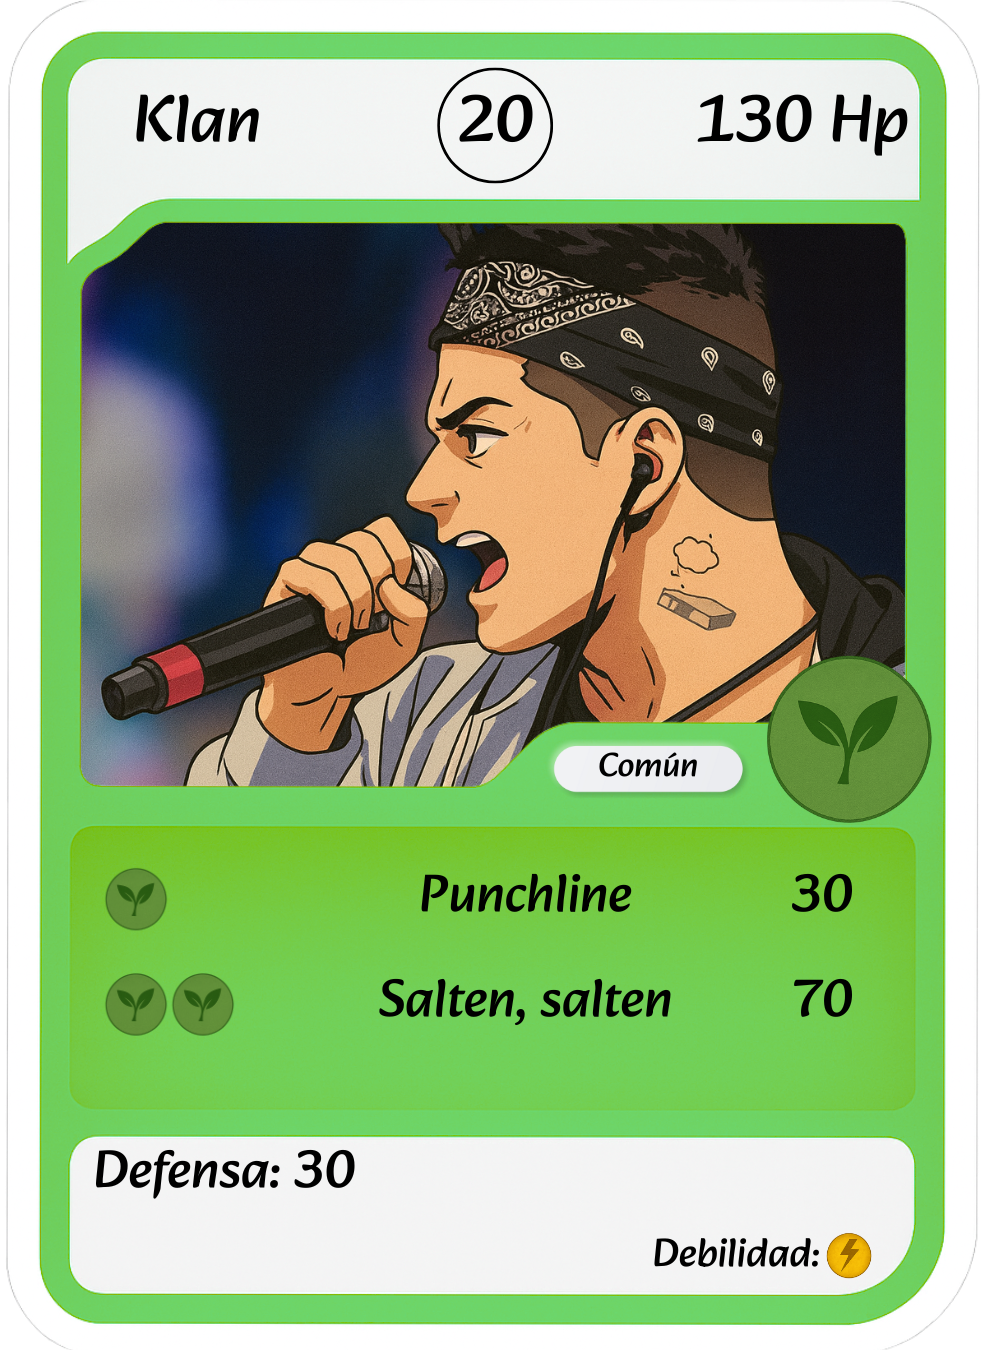 Klan 20 130 Hp
Común
Punchline 30
Salten, salten 70
Defensa: 30
Debilidad: